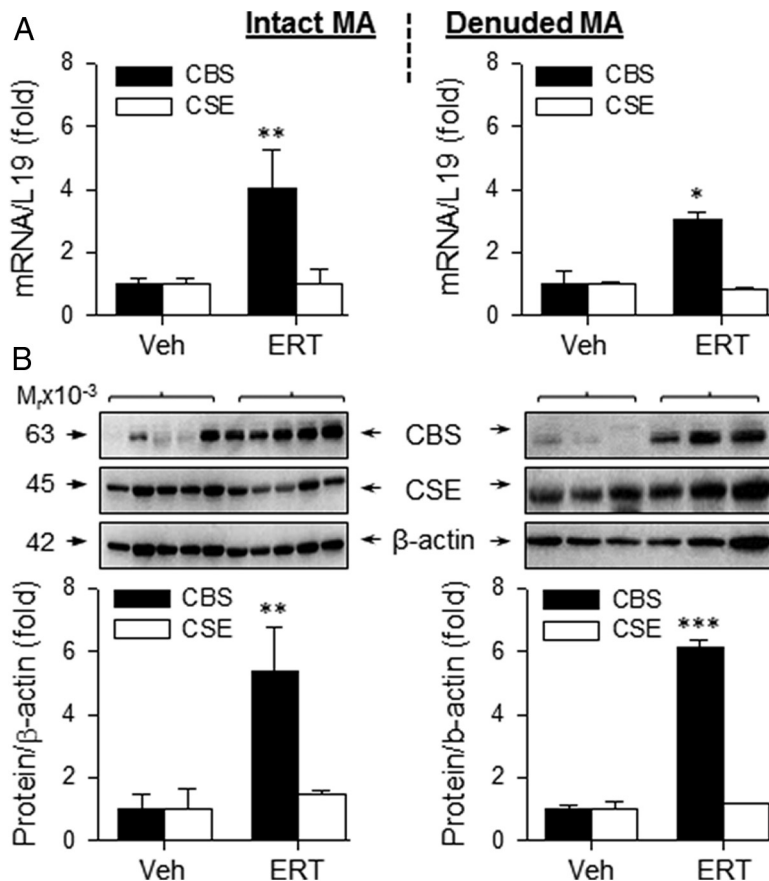 A
Intact MA
Denuded MA
mRNA/L19 (fold)
8
6
4
2
0
CBS
CSE
**
Veh
ERT
mRNA/L19 (fold)
8
6
4
2
0
CBS
CSE
*
Veh
ERT
B
Mrx10-3
63
45
42
CBS
CSE
β-actin
Protein/β-actin (fold)
8
6
4
2
0
CBS
CSE
**
Veh
ERT
Protein/b-actin (fold)
8
6
4
2
0
CBS
CSE
***
Veh
ERT